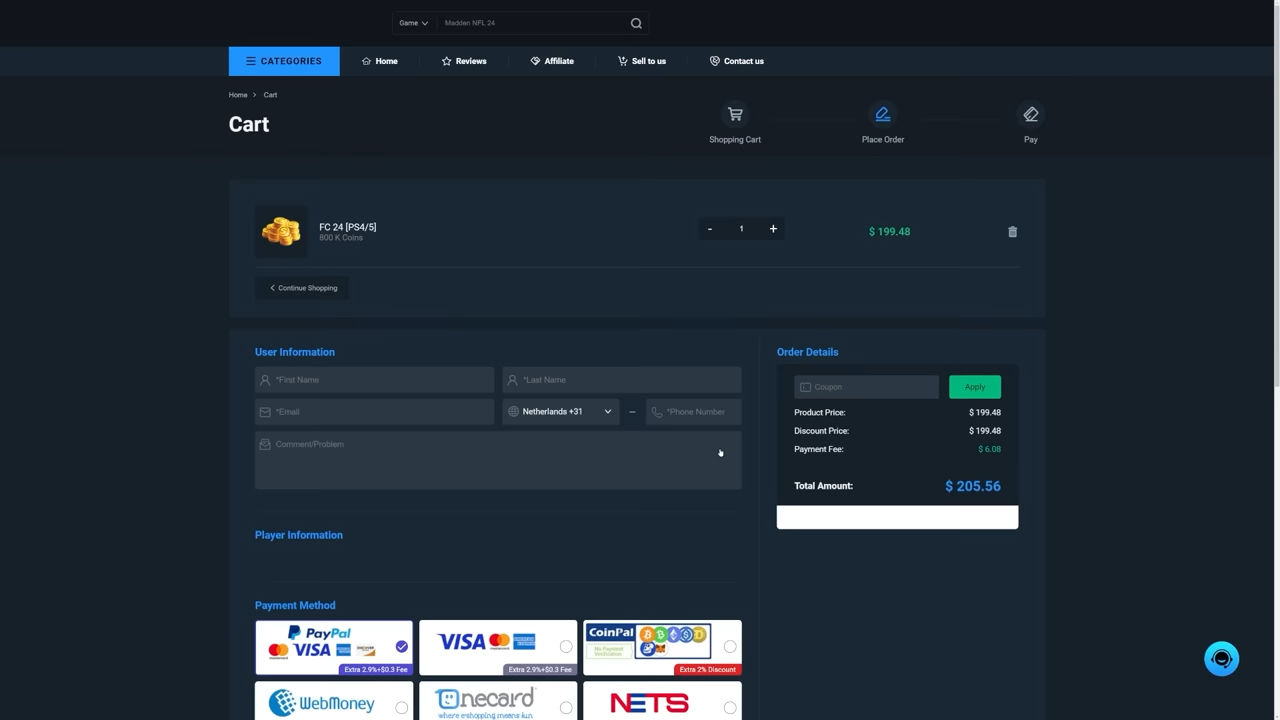 Game
Madden NFL 24
CATEGORIES
Home
Reviews
Affiliate
Sell to us
Contact us
Home > Cart
Cart
Shopping Cart
Place Order
Pay
FC 24 [PS4/5]
800 K Coins
- 1 +
$ 199.48
Continue Shopping
User Information
*First Name
*Last Name
*Email
Netherlands +31
*Phone Number
Comment/Problem
Order Details
Coupon
Apply
Product Price: $ 199.48
Discount Price: $ 199.48
Payment Fee: $ 6.08
Total Amount: $ 205.56
Player Information
Payment Method
PayPal
VISA
Extra 2.9%+$0.3 Fee
VISA
Extra 2.9%+$0.3 Fee
CoinPal
No Payment
Verification
Extra 2% Discount
WebMoney
onecard
where eshopping means fun
NETS